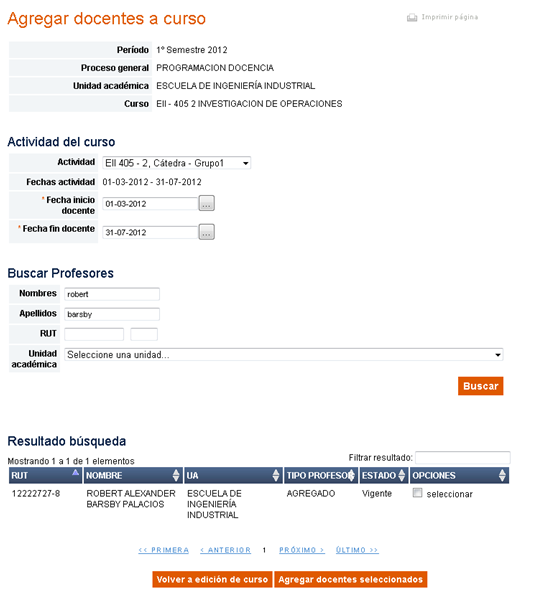 Agregar docentes a curso
Imprimir página
Período 1º Semestre 2012
Proceso general PROGRAMACION DOCENCIA
Unidad académica ESCUELA DE INGENIERÍA INDUSTRIAL
Curso EII - 405 2 INVESTIGACION DE OPERACIONES
Actividad del curso
Actividad EII 405 - 2, Cátedra - Grupo1
Fechas actividad 01-03-2012 - 31-07-2012
* Fecha inicio docente 01-03-2012 ...
* Fecha fin docente 31-07-2012 ...
Buscar Profesores
Nombres robert
Apellidos barsby
RUT
Unidad académica Seleccione una unidad...
Buscar
Resultado búsqueda
Mostrando 1 a 1 de 1 elementos
Filtrar resultado:
RUT NOMBRE UA TIPO PROFESOR ESTADO OPCIONES
12222727-8 ROBERT ALEXANDER BARSBY PALACIOS ESCUELA DE INGENIERÍA INDUSTRIAL AGREGADO Vigente seleccionar
<< PRIMERA < ANTERIOR 1 PRÓXIMO > ÚLTIMO >>
Volver a edición de curso Agregar docentes seleccionados